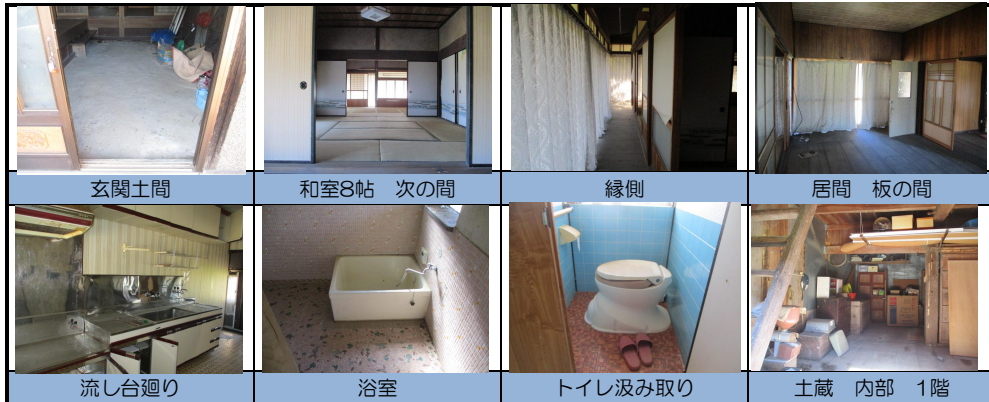 玄関土間
和室8帖　次の間
縁側
居間　板の間
流し台廻り
浴室
トイレ汲み取り
土蔵　内部　1階